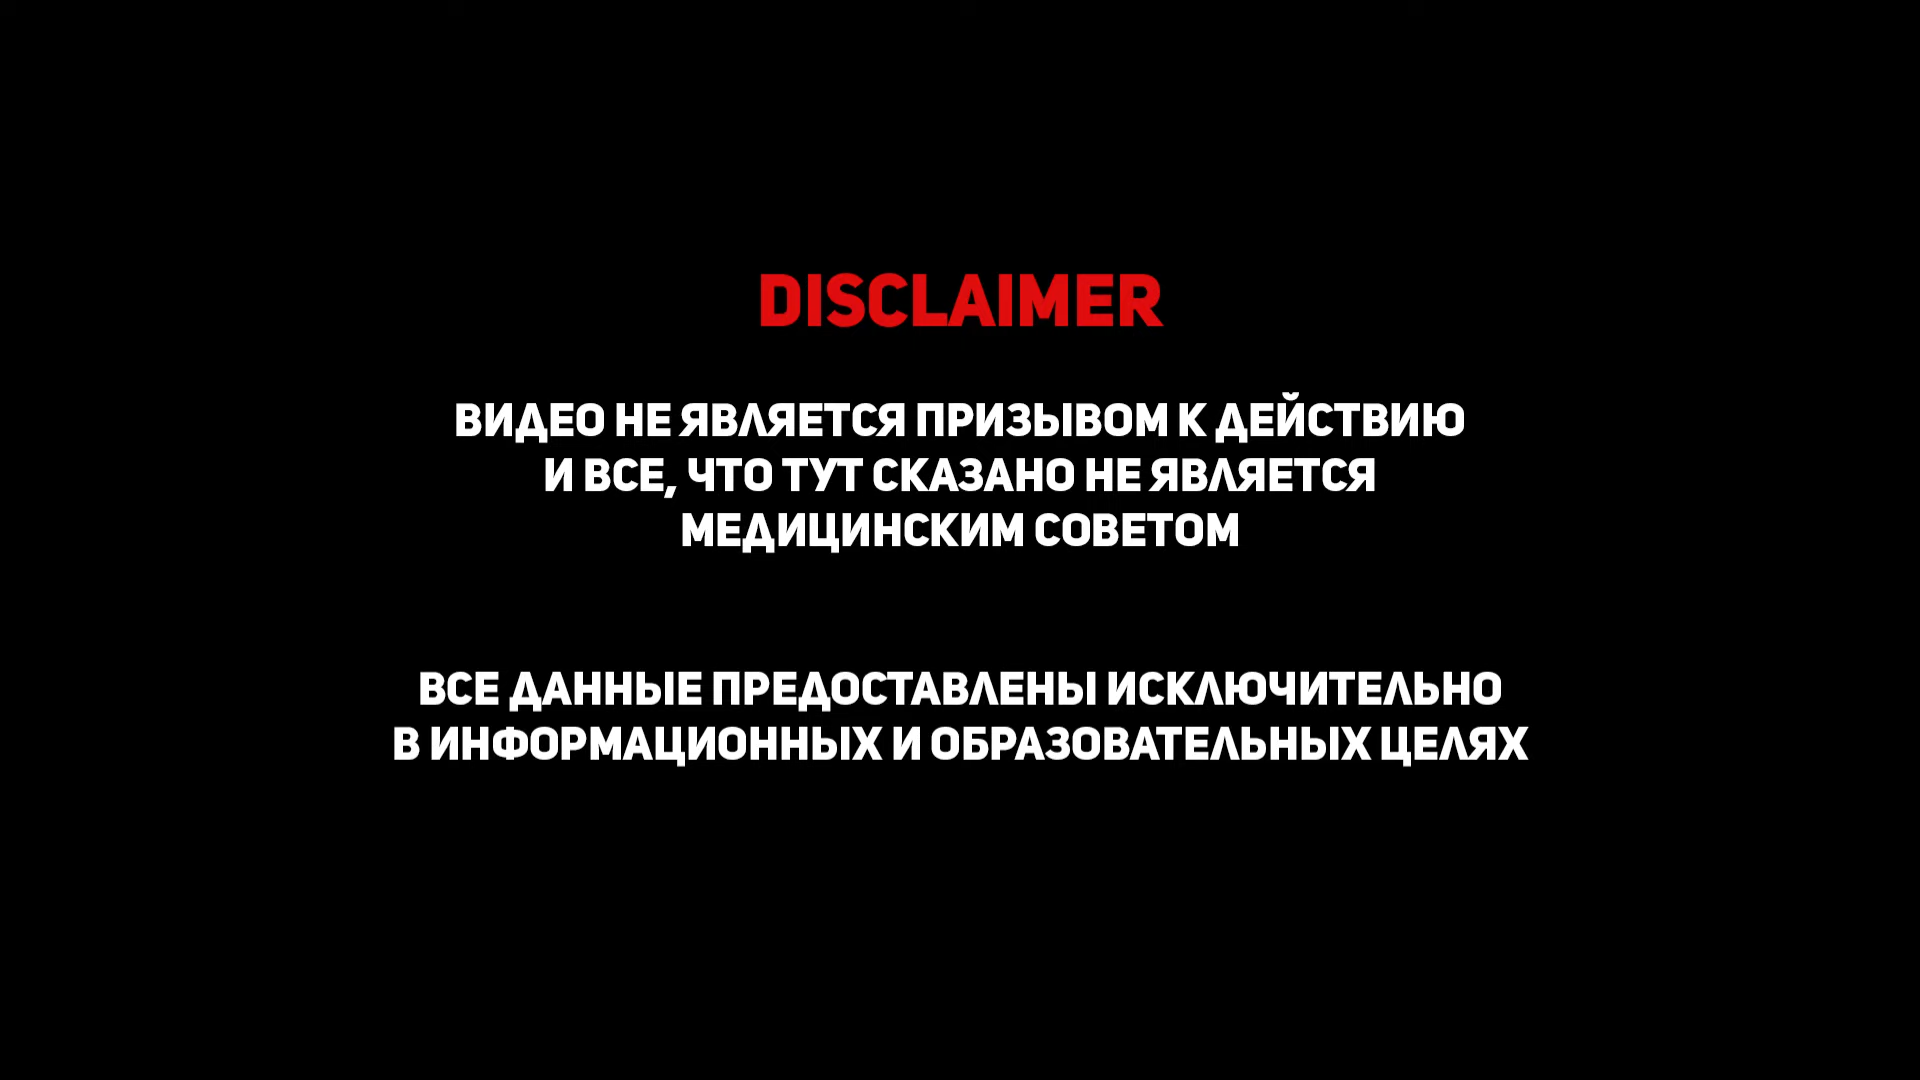 DISCLAIMER
ВИДЕО НЕ ЯВЛЯЕТСЯ ПРИЗЫВОМ К ДЕЙСТВИЮ
И ВСЕ, ЧТО ТУТ СКАЗАНО НЕ ЯВЛЯЕТСЯ
МЕДИЦИНСКИМ СОВЕТОМ
ВСЕ ДАННЫЕ ПРЕДОСТАВЛЕНЫ ИСКЛЮЧИТЕЛЬНО
В ИНФОРМАЦИОННЫХ И ОБРАЗОВАТЕЛЬНЫХ ЦЕЛЯХ